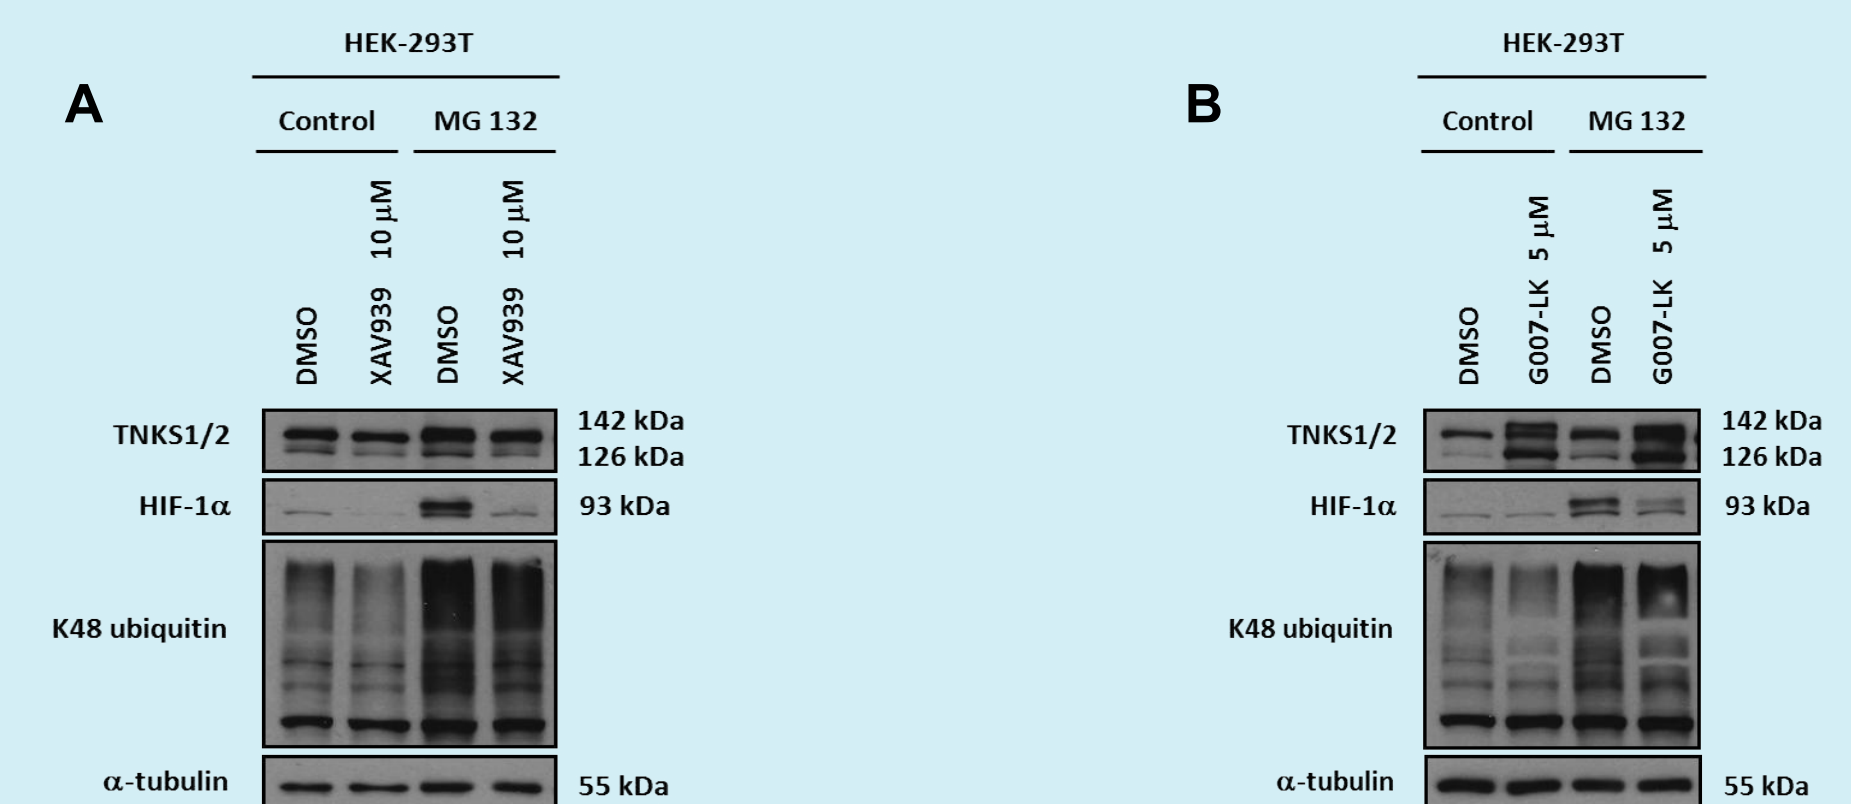 A
HEK-293T
Control MG 132
DMSO
XAV939 10 µM
DMSO
XAV939 10 µM
TNKS1/2
142 kDa
126 kDa
HIF-1α
93 kDa
K48 ubiquitin
α-tubulin
55 kDa
B
HEK-293T
Control MG 132
DMSO
G007-LK 5 µM
DMSO
G007-LK 5 µM
TNKS1/2
142 kDa
126 kDa
HIF-1α
93 kDa
K48 ubiquitin
α-tubulin
55 kDa